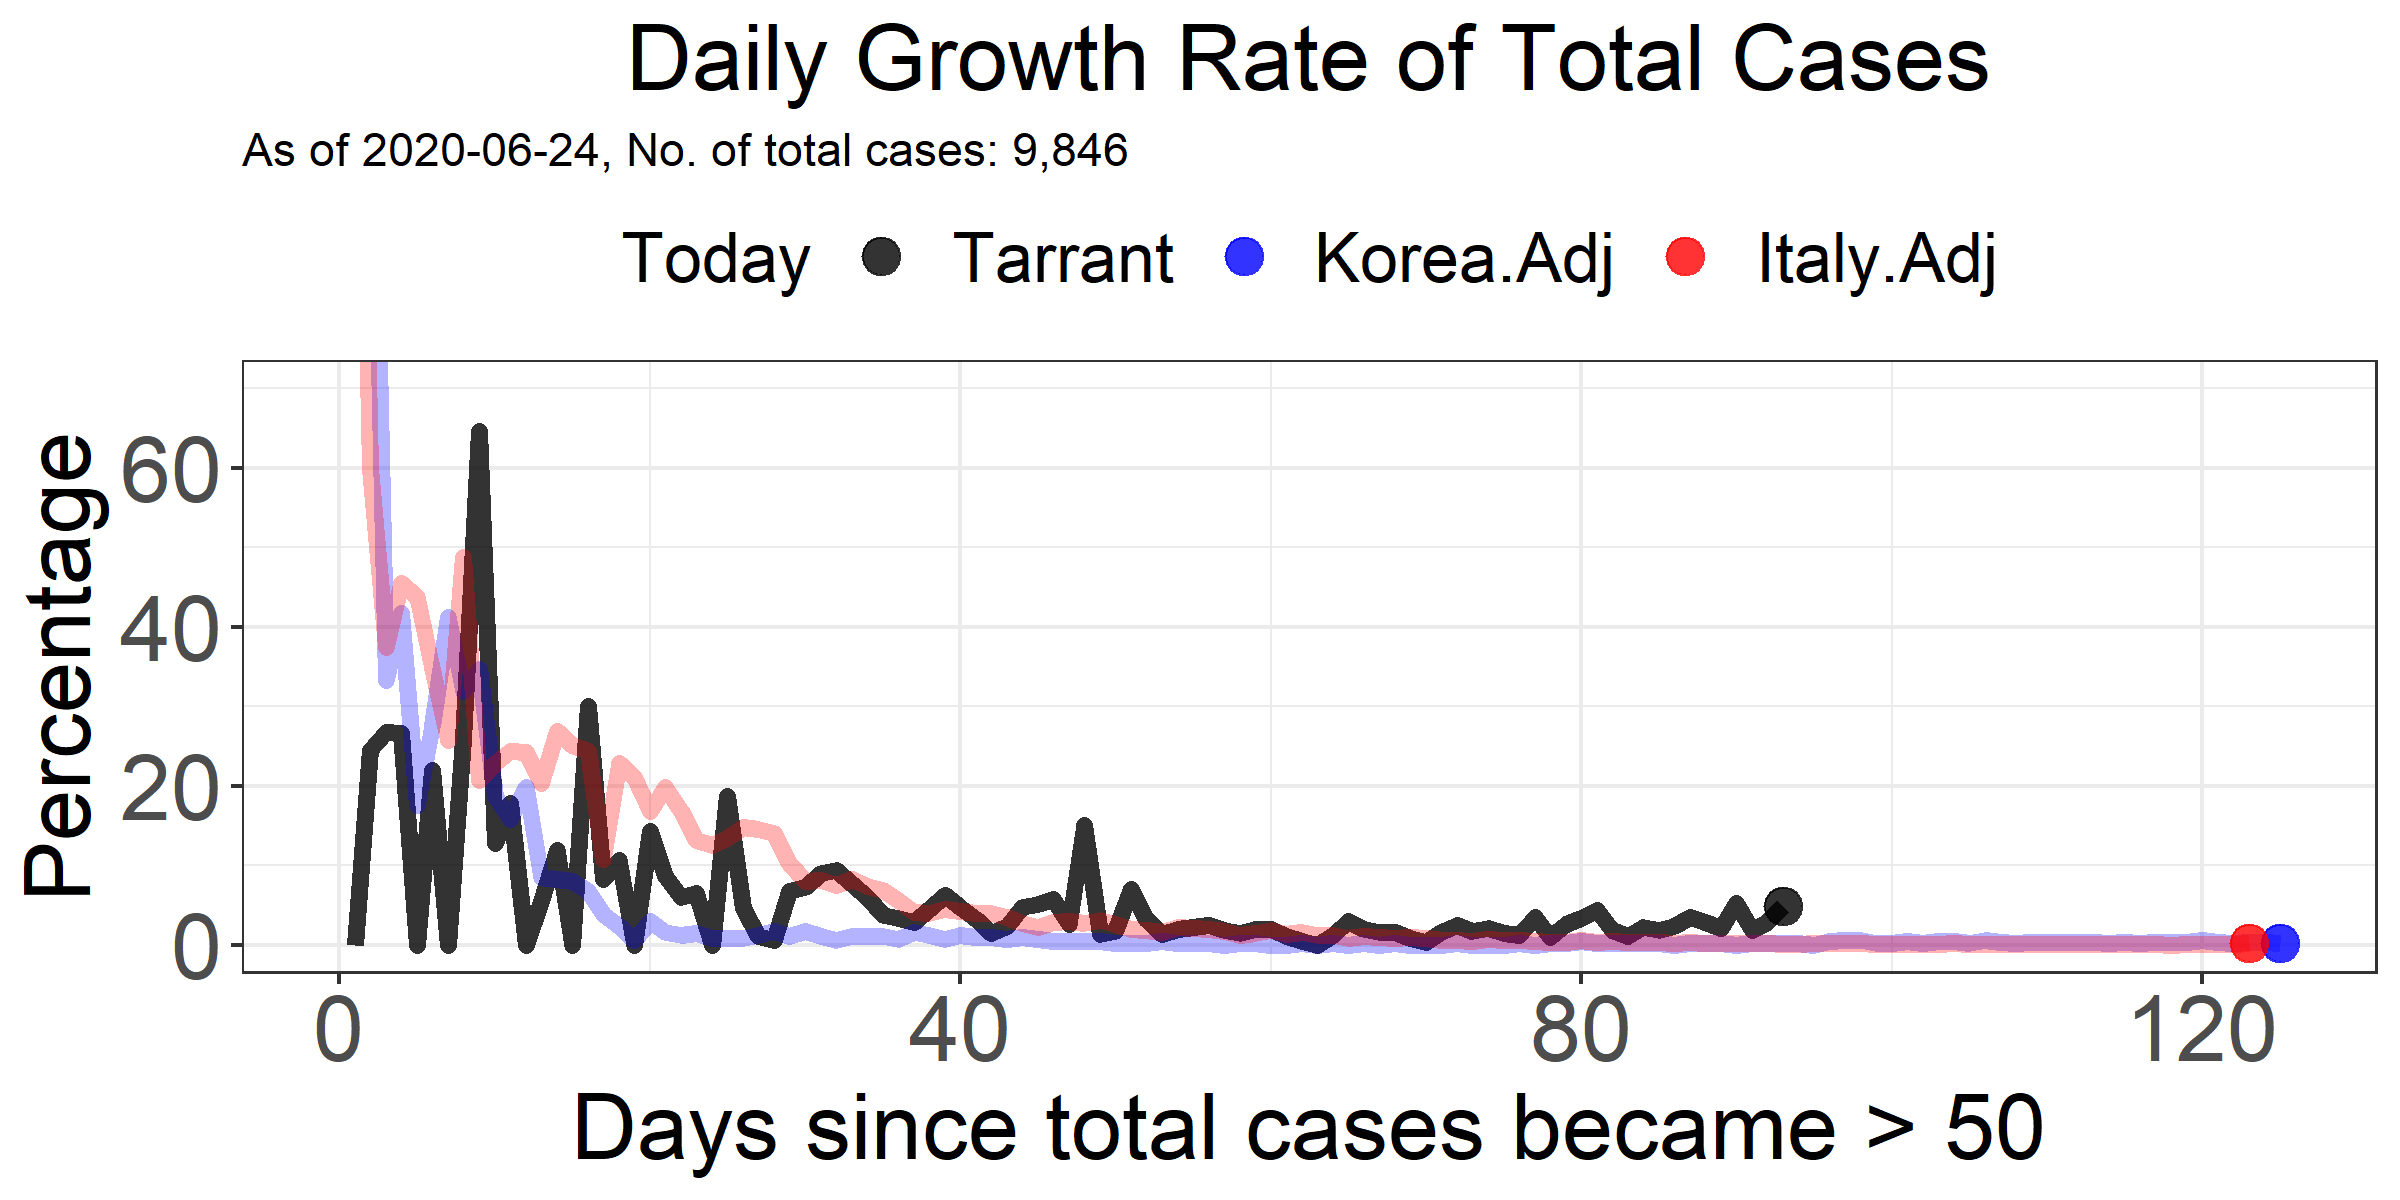 Daily Growth Rate of Total Cases
As of 2020-06-24, No. of total cases: 9,846
Today Tarrant Korea.Adj Italy.Adj
Percentage
60
40
20
0
0 40 80 120
Days since total cases became > 50